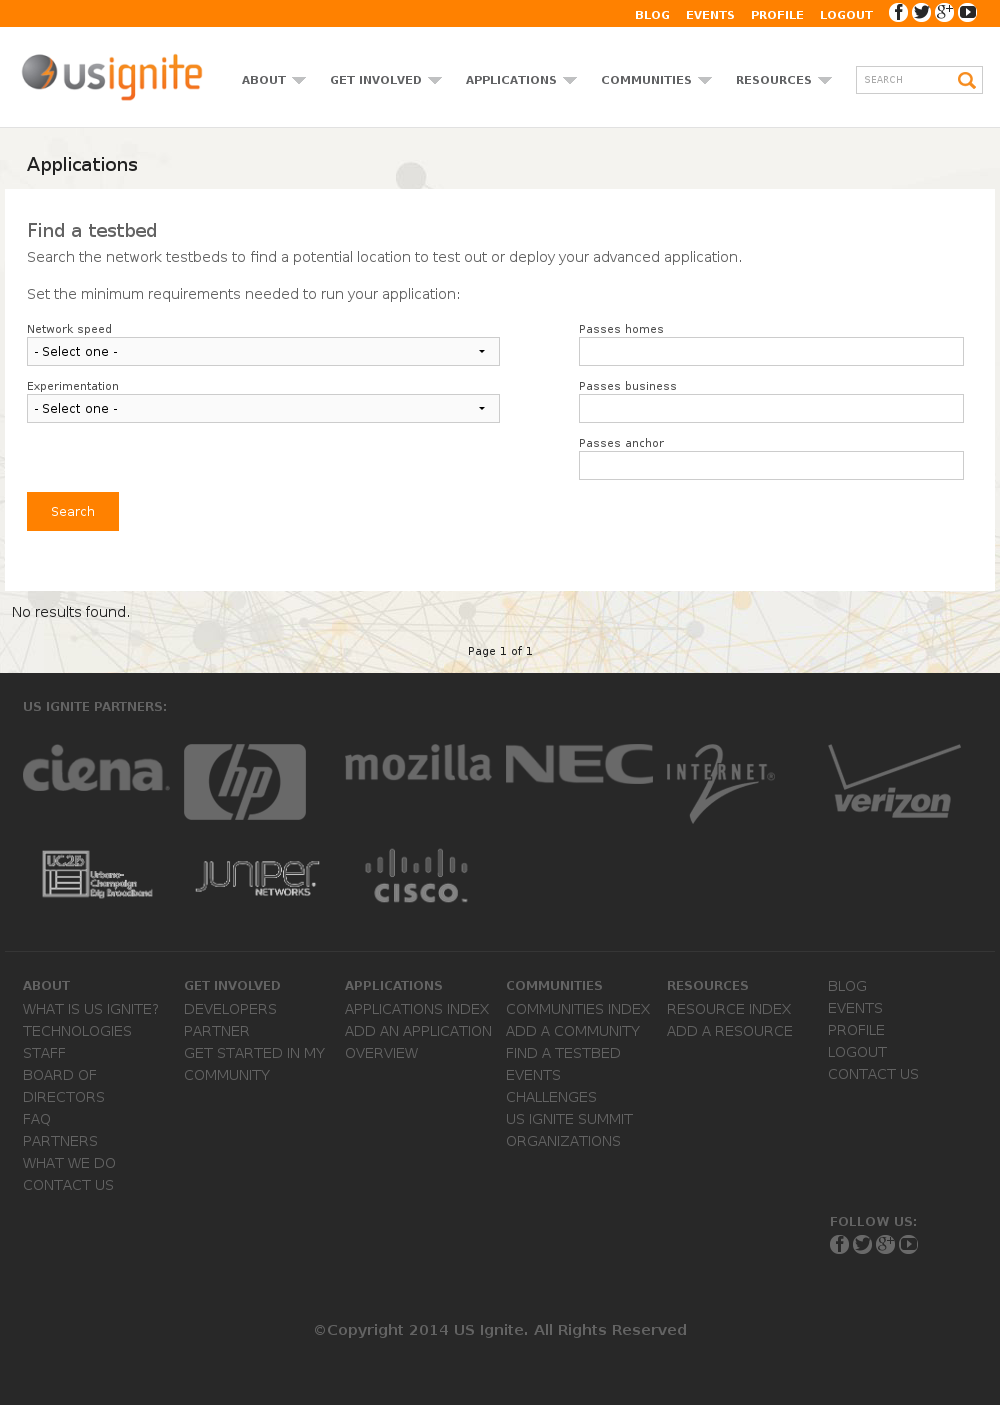 BLOG EVENTS PROFILE LOGOUT
usignite
ABOUT GET INVOLVED APPLICATIONS COMMUNITIES RESOURCES SEARCH
Applications
Find a testbed
Search the network testbeds to find a potential location to test out or deploy your advanced application.
Set the minimum requirements needed to run your application:
Network speed
- Select one -
Experimentation
- Select one -
Passes homes
Passes business
Passes anchor
Search
No results found.
Page 1 of 1
US IGNITE PARTNERS:
ciena
hp
mozilla
NEC
INTERNET 2
verizon
UC2B Urbana-Champaign Big Broadband
JUNIPER NETWORKS
CISCO
ABOUT
WHAT IS US IGNITE?
TECHNOLOGIES
STAFF
BOARD OF
DIRECTORS
FAQ
PARTNERS
WHAT WE DO
CONTACT US
GET INVOLVED
DEVELOPERS
PARTNER
GET STARTED IN MY
COMMUNITY
APPLICATIONS
APPLICATIONS INDEX
ADD AN APPLICATION
OVERVIEW
COMMUNITIES
COMMUNITIES INDEX
ADD A COMMUNITY
FIND A TESTBED
EVENTS
CHALLENGES
US IGNITE SUMMIT
ORGANIZATIONS
RESOURCES
RESOURCE INDEX
ADD A RESOURCE
BLOG
EVENTS
PROFILE
LOGOUT
CONTACT US
FOLLOW US:
©Copyright 2014 US Ignite. All Rights Reserved